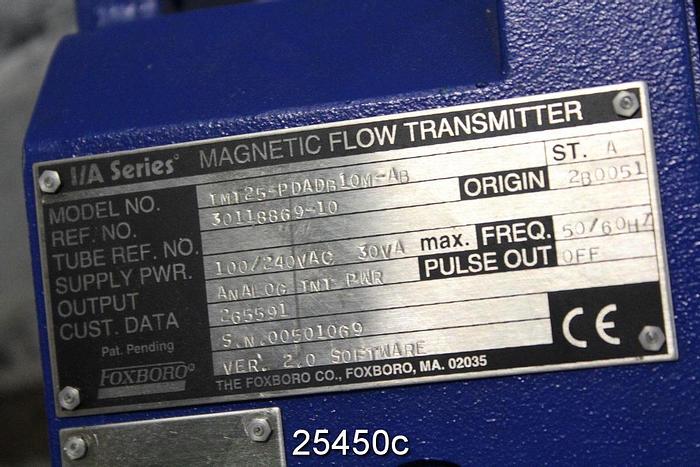 I/A Series® MAGNETIC FLOW TRANSMITTER
MODEL NO. IMT25-PDADB10M-AB ST. A
REF. NO. 30118869-10 ORIGIN 2B0051
TUBE REF. NO.
SUPPLY PWR. 100/240VAC 30VA max. FREQ. 50/60HZ
OUTPUT ANALOG INT PWR PULSE OUT OFF
CUST. DATA 265591
S.N.00501069
VER. 2.0 SOFTWARE
Pat. Pending
FOXBORO®
THE FOXBORO CO., FOXBORO, MA. 02035
25450c